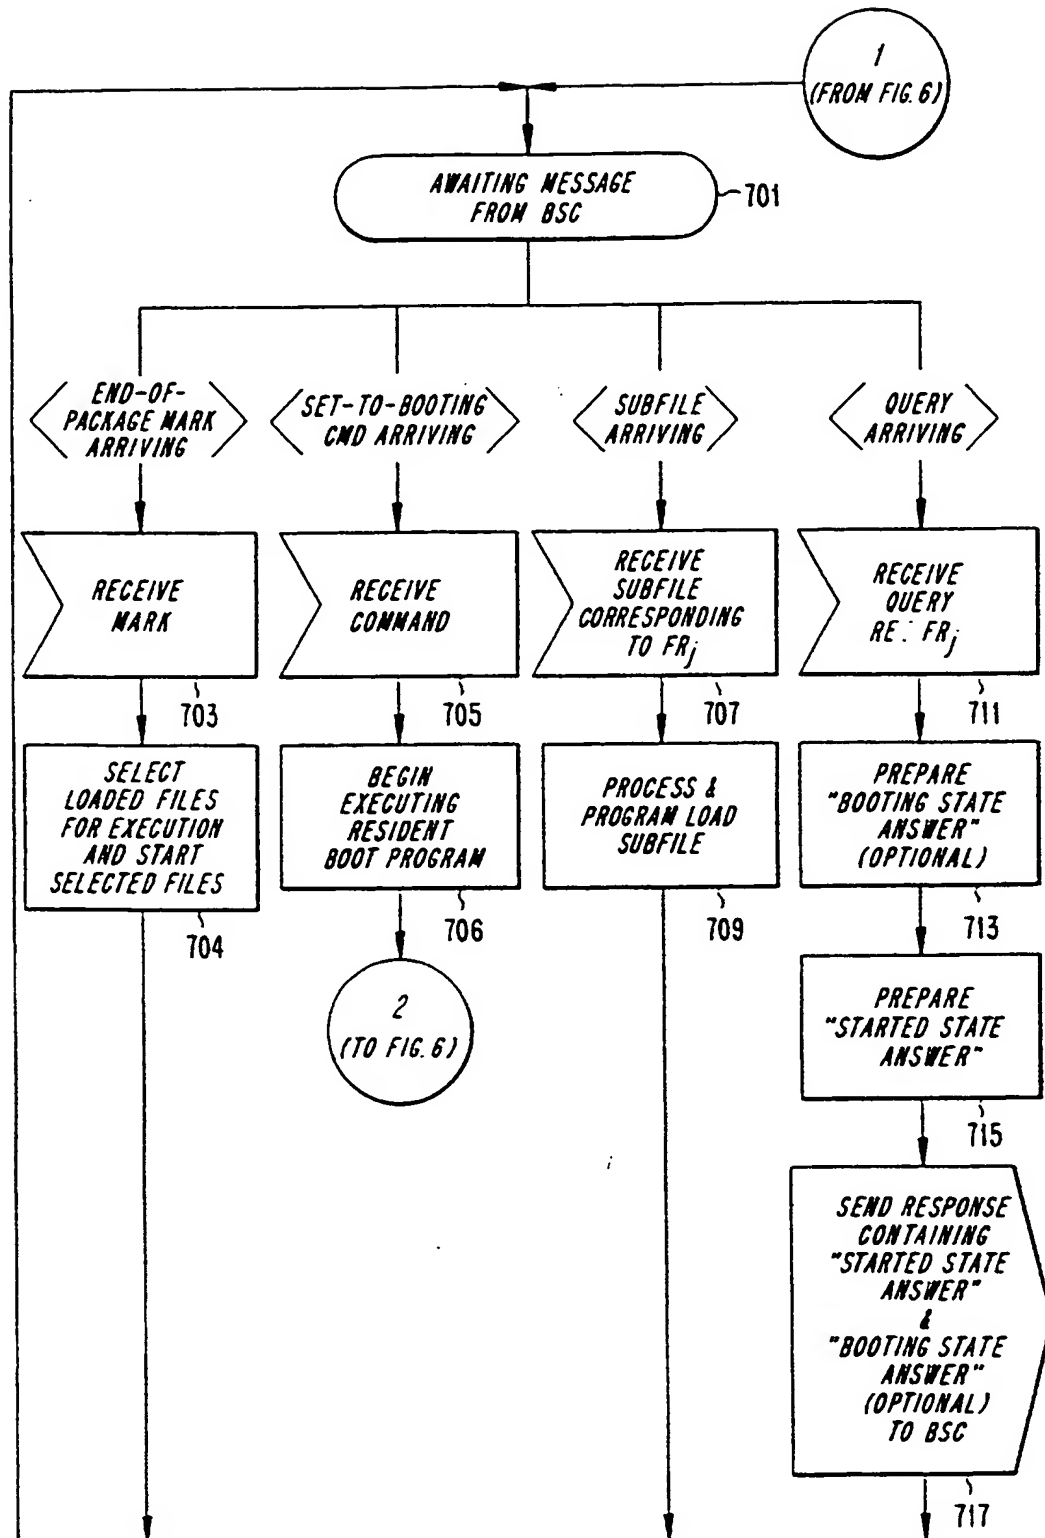 1
(FROM FIG. 6)
AWAITING MESSAGE
FROM BSC
701
END-OF-
PACKAGE MARK
ARRIVING
SET-TO-BOOTING
CMD ARRIVING
SUBFILE
ARRIVING
QUERY
ARRIVING
RECEIVE
MARK
703
RECEIVE
COMMAND
705
RECEIVE
SUBFILE
CORRESPONDING
TO FRj
707
RECEIVE
QUERY
RE: FRj
711
SELECT
LOADED FILES
FOR EXECUTION
AND START
SELECTED FILES
704
BEGIN
EXECUTING
RESIDENT
BOOT PROGRAM
706
PROCESS &
PROGRAM LOAD
SUBFILE
709
PREPARE
"BOOTING STATE
ANSWER"
(OPTIONAL)
713
2
(TO FIG. 6)
PREPARE
"STARTED STATE
ANSWER"
715
SEND RESPONSE
CONTAINING
"STARTED STATE
ANSWER"
&
"BOOTING STATE
ANSWER"
(OPTIONAL)
TO BSC
717